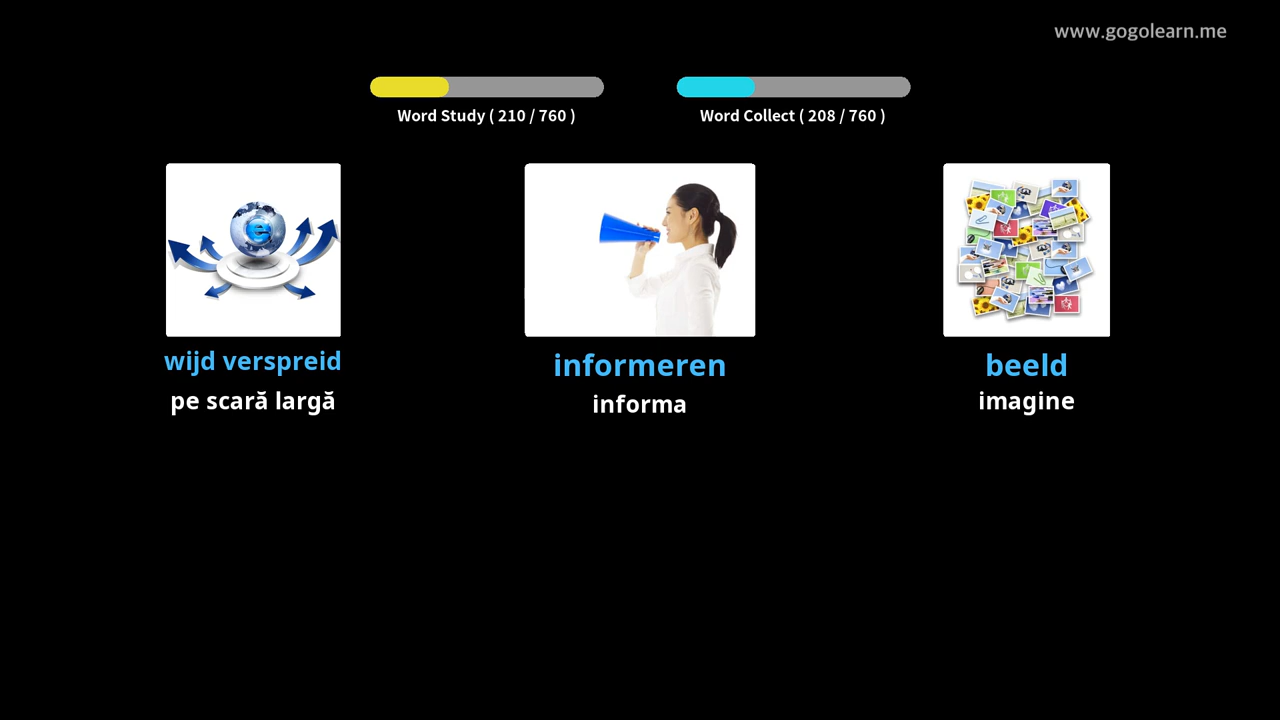 www.gogolearn.me
Word Study ( 210 / 760 )
Word Collect ( 208 / 760 )
e
wijd verspreid
informeren
beeld
pe scară largă
informa
imagine